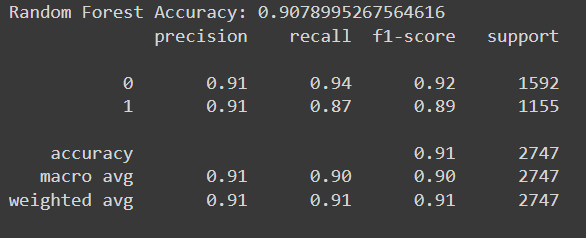 Random Forest Accuracy: 0.9078995267564616
precision recall f1-score support
0 0.91 0.94 0.92 1592
1 0.91 0.87 0.89 1155
accuracy 0.91 2747
macro avg 0.91 0.90 0.90 2747
weighted avg 0.91 0.91 0.91 2747